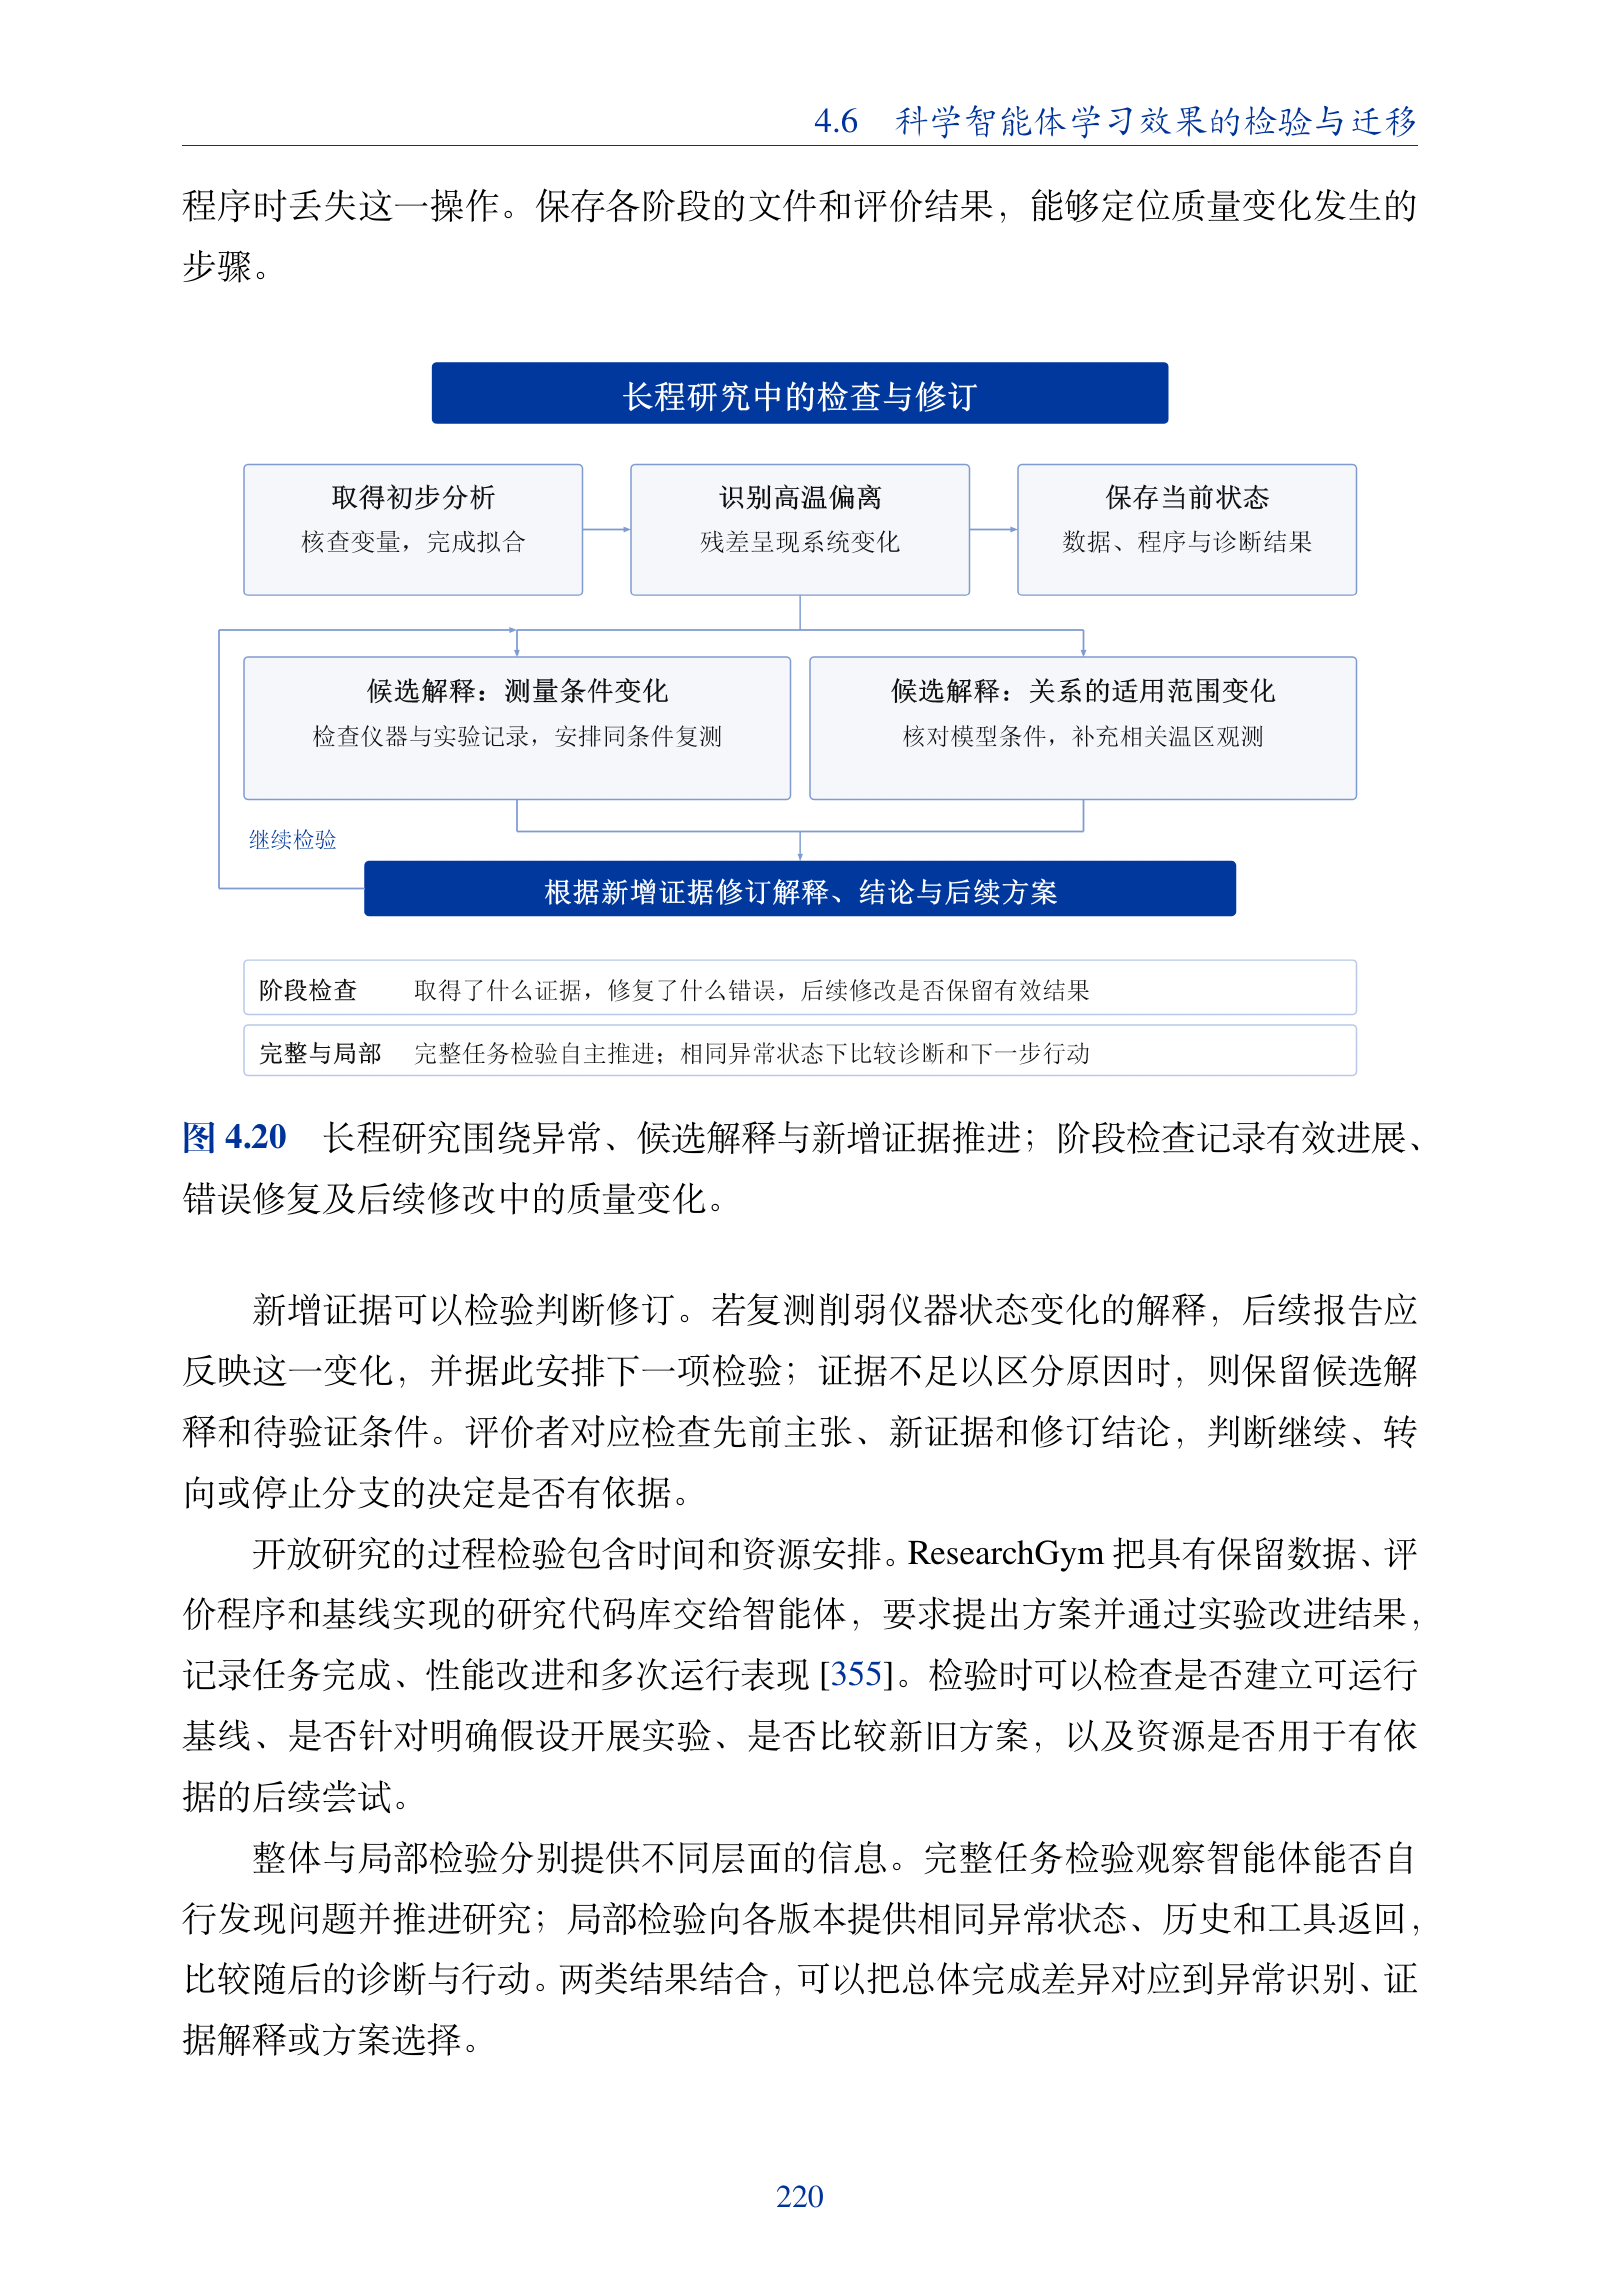 4.6 科学智能体学习效果的检验与迁移
程序时丢失这一操作。保存各阶段的文件和评价结果，能够定位质量变化发生的
步骤。
长程研究中的检查与修订
取得初步分析
核查变量，完成拟合
识别高温偏离
残差呈现系统变化
保存当前状态
数据、程序与诊断结果
候选解释：测量条件变化
检查仪器与实验记录，安排同条件复测
候选解释：关系的适用范围变化
核对模型条件，补充相关温区观测
继续检验
根据新增证据修订解释、结论与后续方案
阶段检查 取得了什么证据，修复了什么错误，后续修改是否保留有效结果
完整与局部 完整任务检验自主推进；相同异常状态下比较诊断和下一步行动
图 4.20 长程研究围绕异常、候选解释与新增证据推进；阶段检查记录有效进展、
错误修复及后续修改中的质量变化。
新增证据可以检验判断修订。若复测削弱仪器状态变化的解释，后续报告应
反映这一变化，并据此安排下一项检验；证据不足以区分原因时，则保留候选解
释和待验证条件。评价者对应检查先前主张、新证据和修订结论，判断继续、转
向或停止分支的决定是否有依据。
开放研究的过程检验包含时间和资源安排。ResearchGym 把具有保留数据、评
价程序和基线实现的研究代码库交给智能体，要求提出方案并通过实验改进结果，
记录任务完成、性能改进和多次运行表现 [355]。检验时可以检查是否建立可运行
基线、是否针对明确假设开展实验、是否比较新旧方案，以及资源是否用于有依
据的后续尝试。
整体与局部检验分别提供不同层面的信息。完整任务检验观察智能体能否自
行发现问题并推进研究；局部检验向各版本提供相同异常状态、历史和工具返回，
比较随后的诊断与行动。两类结果结合，可以把总体完成差异对应到异常识别、证
据解释或方案选择。
220